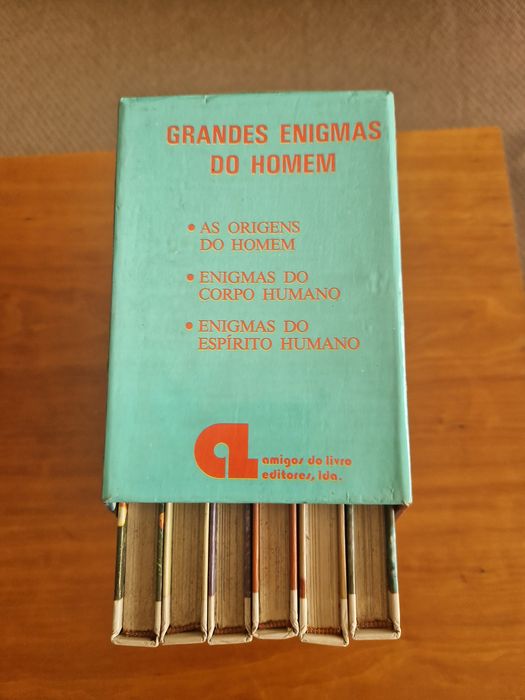 GRANDES ENIGMAS
DO HOMEM
• AS ORIGENS
DO HOMEM
• ENIGMAS DO
CORPO HUMANO
• ENIGMAS DO
ESPÍRITO HUMANO
aL amigos do livro
editores, lda.